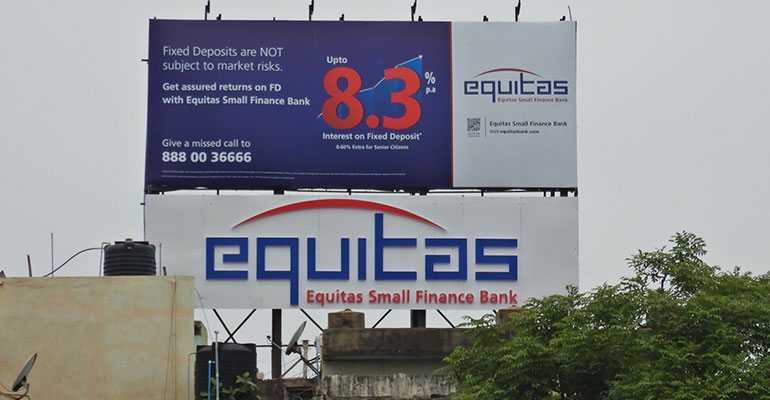 Fixed Deposits are NOT
subject to market risks.
Get assured returns on FD
with Equitas Small Finance Bank
Give a missed call to
888 00 36666
Upto
8.3% p.a
Interest on Fixed Deposit*
0.60% Extra for Senior Citizens
equitas
Equitas Small Finance Bank
Equitas Small Finance Bank
Visit equitasbank.com
equitas
Equitas Small Finance Bank